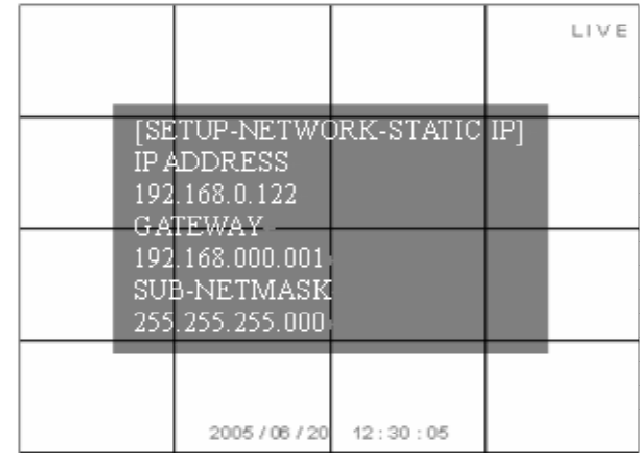 LIVE
[SETUP-NETWORK-STATIC IP]
IP ADDRESS
192.168.0.122
GATEWAY
192.168.000.001
SUB-NETMASK
255.255.255.000
2005 / 06 / 20 12 : 30 : 05